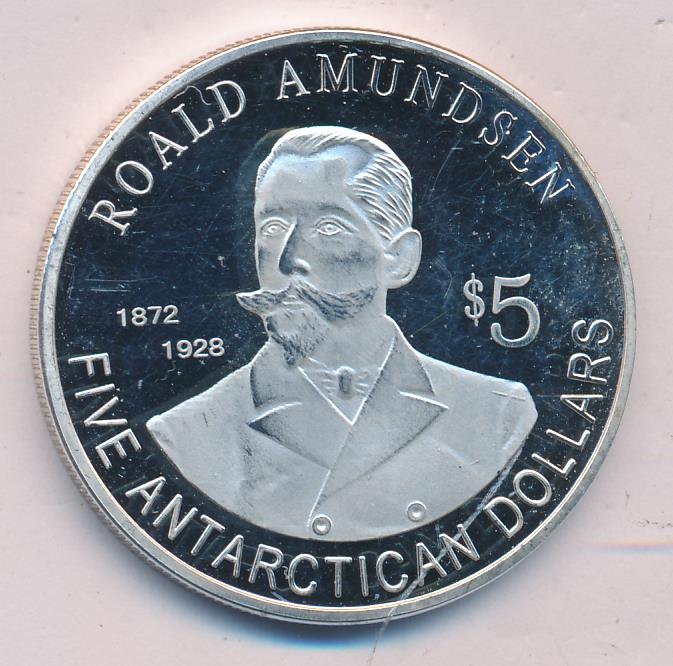 ROALD AMUNDSEN
$5
1872
1928
FIVE ANTARCTICAN DOLLARS